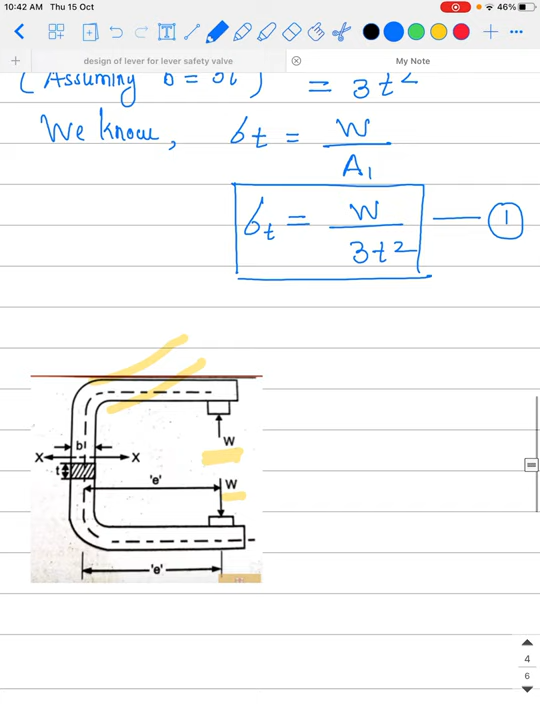 10:42 AM Thu 15 Oct
46%
design of lever for lever safety valve
My Note
(Assuming b = 3t) = 3t²
We know, σt = W
A₁
σt = W
3t² — ①
b
W
X X
t
'e'
W
'e'
4
6